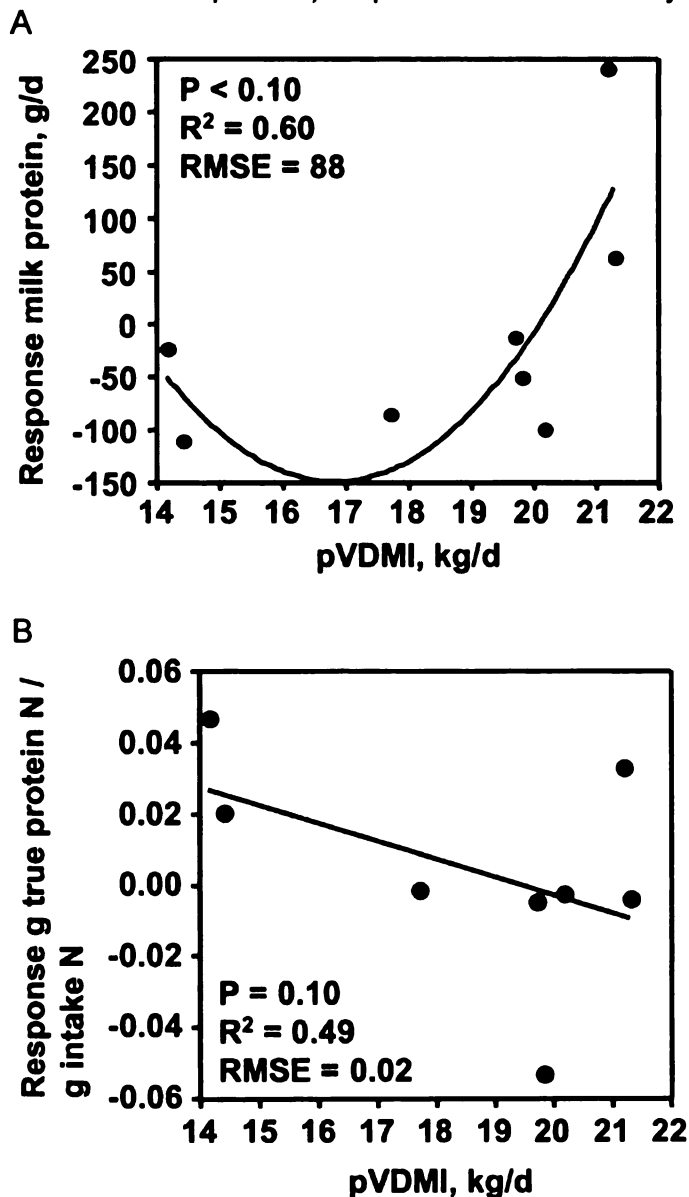 A
Response milk protein, g/d
250
200
150
100
50
0
-50
-100
-150
P < 0.10
R² = 0.60
RMSE = 88
14 15 16 17 18 19 20 21 22
pVDMI, kg/d
B
Response g true protein N /
g intake N
0.06
0.04
0.02
0.00
-0.02
-0.04
-0.06
P = 0.10
R² = 0.49
RMSE = 0.02
14 15 16 17 18 19 20 21 22
pVDMI, kg/d